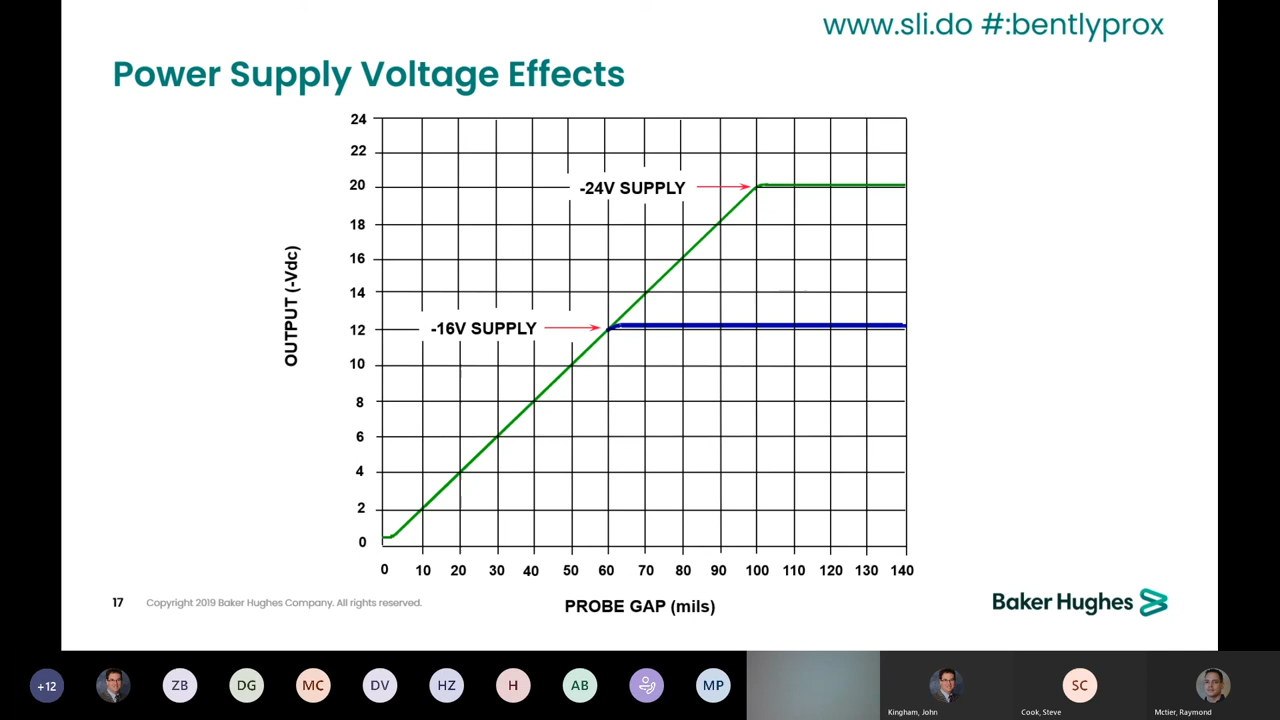 www.sli.do #:bentlyprox
Power Supply Voltage Effects
24
22
20
18
16
14
12
10
8
6
4
2
0
OUTPUT (-Vdc)
-24V SUPPLY
-16V SUPPLY
0 10 20 30 40 50 60 70 80 90 100 110 120 130 140
PROBE GAP (mils)
17 Copyright 2019 Baker Hughes Company. All rights reserved.
Baker Hughes
+12 ZB DG MC DV HZ H AB MP SC
Kingham, John Cook, Steve Mctier, Raymond